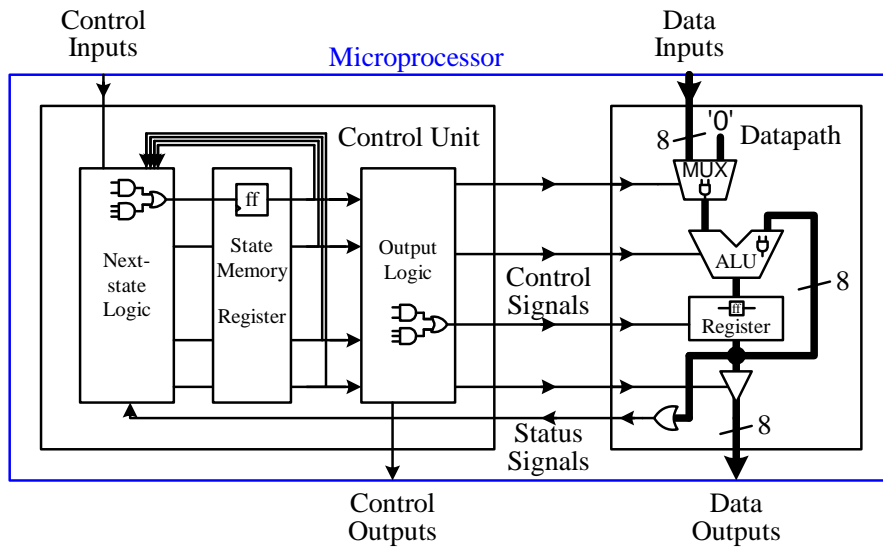 Control
Inputs
Data
Inputs
Microprocessor
Control Unit
8
'0'
Datapath
MUX
ff
Next-
state
Logic
State
Memory
Register
Output
Logic
ALU
Control
Signals
8
ff
Register
Status
Signals
8
Control
Outputs
Data
Outputs